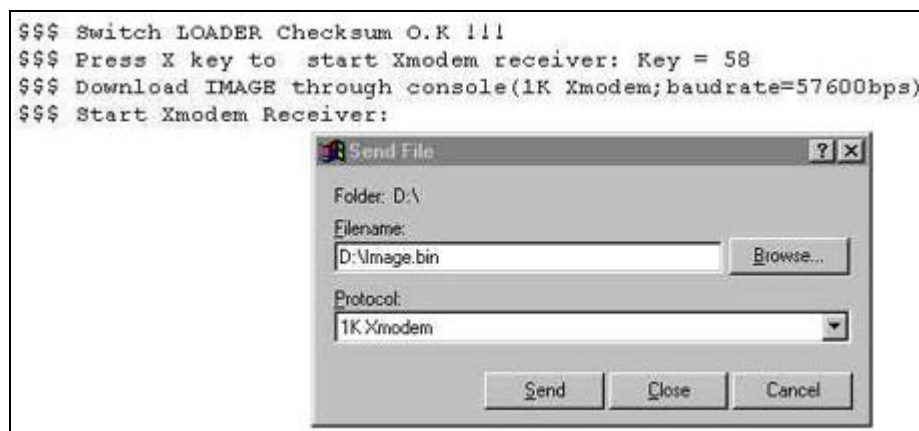 $$$ Switch LOADER Checksum O.K !!!
$$$ Press X key to start Xmodem receiver: Key = 58
$$$ Download IMAGE through console(1K Xmodem;baudrate=57600bps)
$$$ Start Xmodem Receiver:
Send File
Folder: D:\
Filename:
D:\Image.bin
Browse...
Protocol:
1K Xmodem
Send Close Cancel